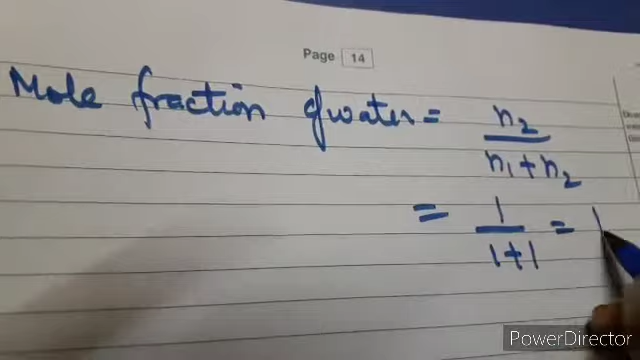 Page 14
Mole fraction of water = n₂ / n₁ + n₂
= 1 / 1+1 = 1
PowerDirector